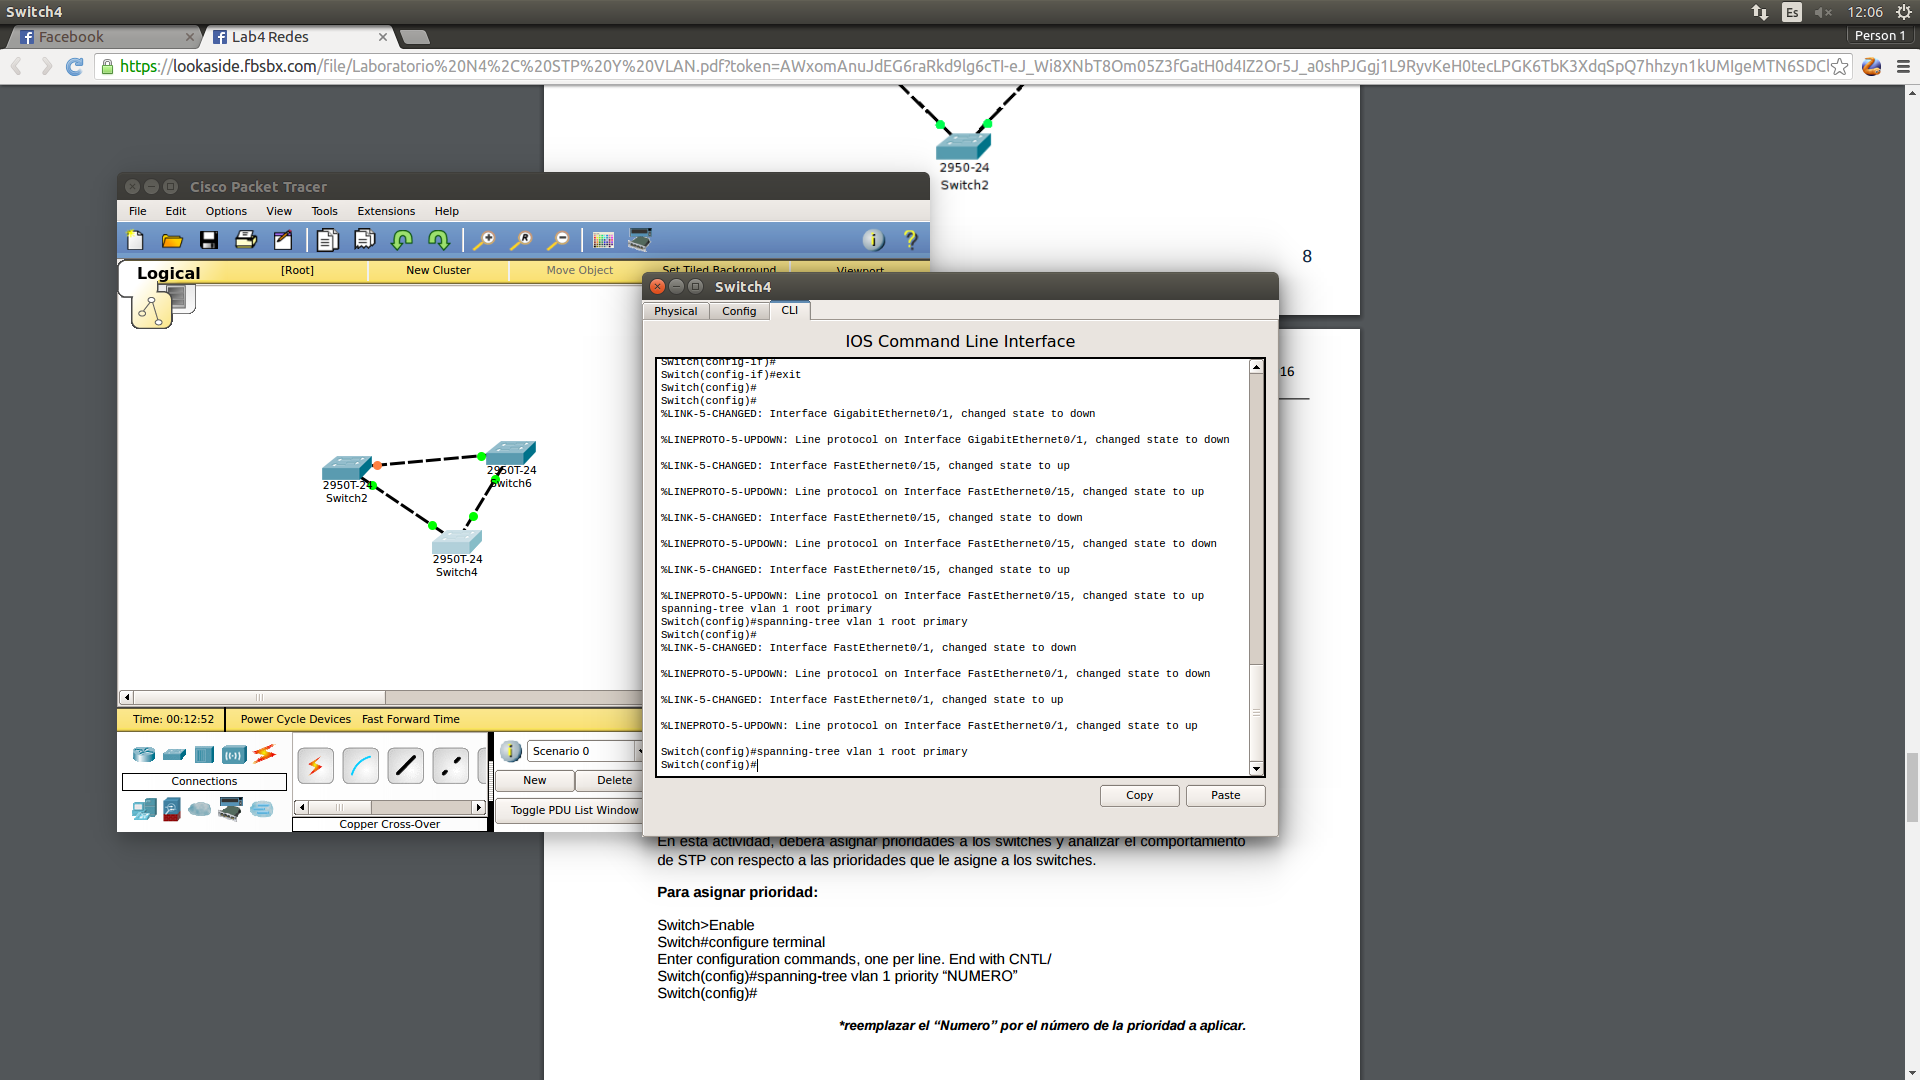 Switch4
Es
12:06
Facebook
Lab4 Redes
Person 1
2950-24
Switch2
8
Cisco Packet Tracer
File Edit Options View Tools Extensions Help
Logical
[Root]
New Cluster
Move Object
Set Tiled Background
Viewport
2950T-24
Switch2
2950T-24
Switch6
2950T-24
Switch4
Time: 00:12:52
Power Cycle Devices Fast Forward Time
Connections
Copper Cross-Over
Scenario 0
New
Delete
Toggle PDU List Window
Switch4
Physical
Config
CLI
IOS Command Line Interface
Switch(config-if)#
Switch(config-if)#exit
Switch(config)#
Switch(config)#
%LINK-5-CHANGED: Interface GigabitEthernet0/1, changed state to down
%LINEPROTO-5-UPDOWN: Line protocol on Interface GigabitEthernet0/1, changed state to down
%LINK-5-CHANGED: Interface FastEthernet0/15, changed state to up
%LINEPROTO-5-UPDOWN: Line protocol on Interface FastEthernet0/15, changed state to up
%LINK-5-CHANGED: Interface FastEthernet0/15, changed state to down
%LINEPROTO-5-UPDOWN: Line protocol on Interface FastEthernet0/15, changed state to down
%LINK-5-CHANGED: Interface FastEthernet0/15, changed state to up
%LINEPROTO-5-UPDOWN: Line protocol on Interface FastEthernet0/15, changed state to up
spanning-tree vlan 1 root primary
Switch(config)#spanning-tree vlan 1 root primary
Switch(config)#
%LINK-5-CHANGED: Interface FastEthernet0/1, changed state to down
%LINEPROTO-5-UPDOWN: Line protocol on Interface FastEthernet0/1, changed state to down
%LINK-5-CHANGED: Interface FastEthernet0/1, changed state to up
%LINEPROTO-5-UPDOWN: Line protocol on Interface FastEthernet0/1, changed state to up
Switch(config)#spanning-tree vlan 1 root primary
Switch(config)#
Copy
Paste
16
En esta actividad, deberá asignar prioridades a los switches y analizar el comportamiento
de STP con respecto a las prioridades que le asigne a los switches.
Para asignar prioridad:
Switch>Enable
Switch#configure terminal
Enter configuration commands, one per line. End with CNTL/
Switch(config)#spanning-tree vlan 1 priority “NUMERO”
Switch(config)#
*reemplazar el “Numero” por el número de la prioridad a aplicar.